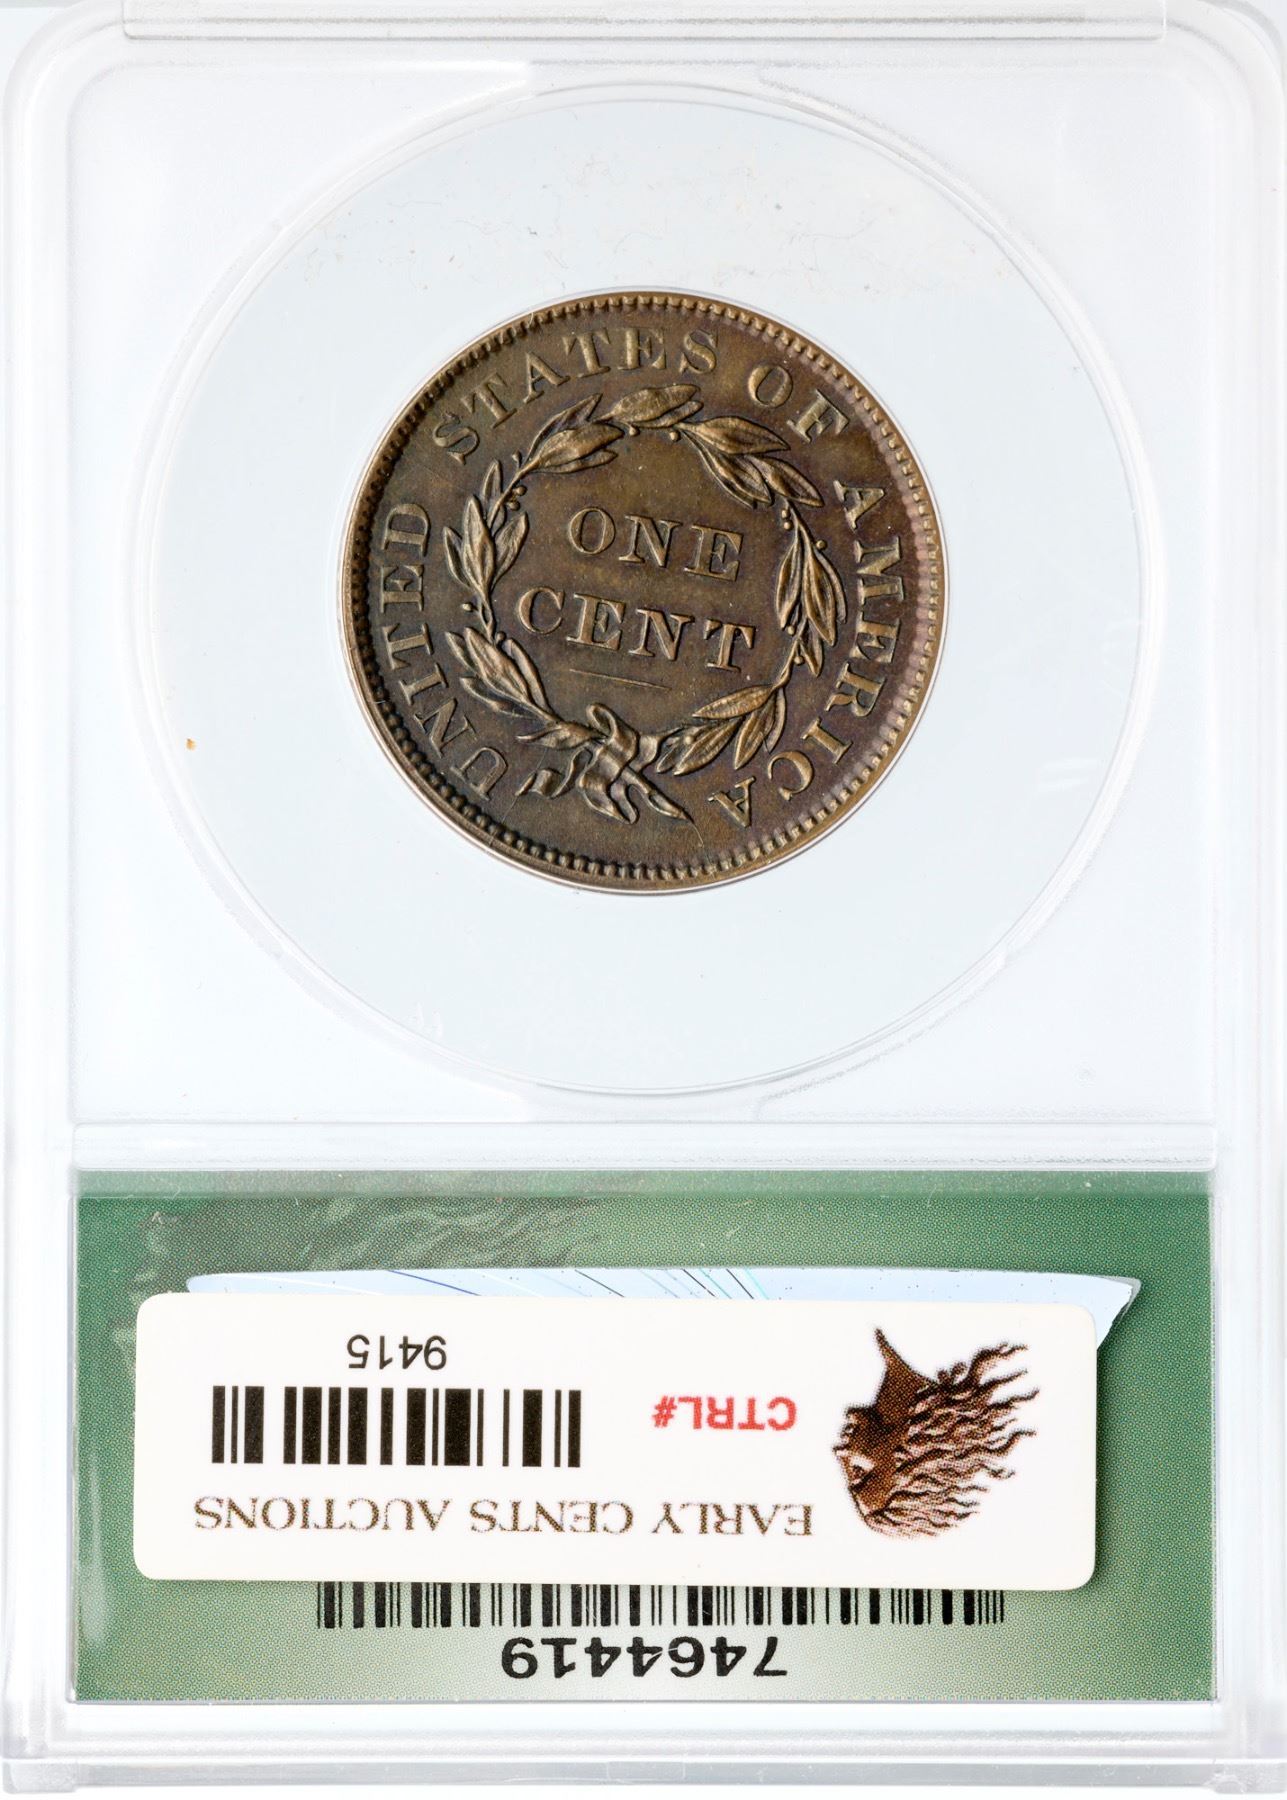 UNITED STATES OF AMERICA
ONE
CENT
EARLY CENTS AUCTIONS
CTRL#
9415
7464419